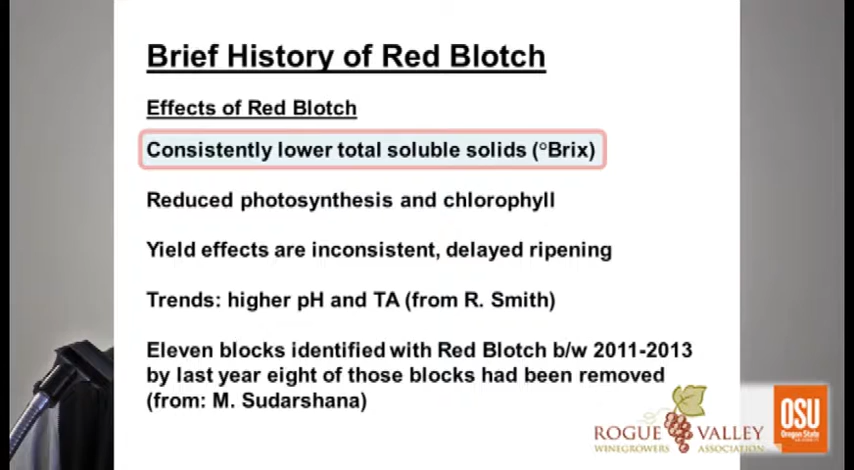 Brief History of Red Blotch
Effects of Red Blotch
Consistently lower total soluble solids (°Brix)
Reduced photosynthesis and chlorophyll
Yield effects are inconsistent, delayed ripening
Trends: higher pH and TA (from R. Smith)
Eleven blocks identified with Red Blotch b/w 2011-2013
by last year eight of those blocks had been removed
(from: M. Sudarshana)
ROGUE VALLEY
WINEGROWERS ASSOCIATION
OSU
Oregon State